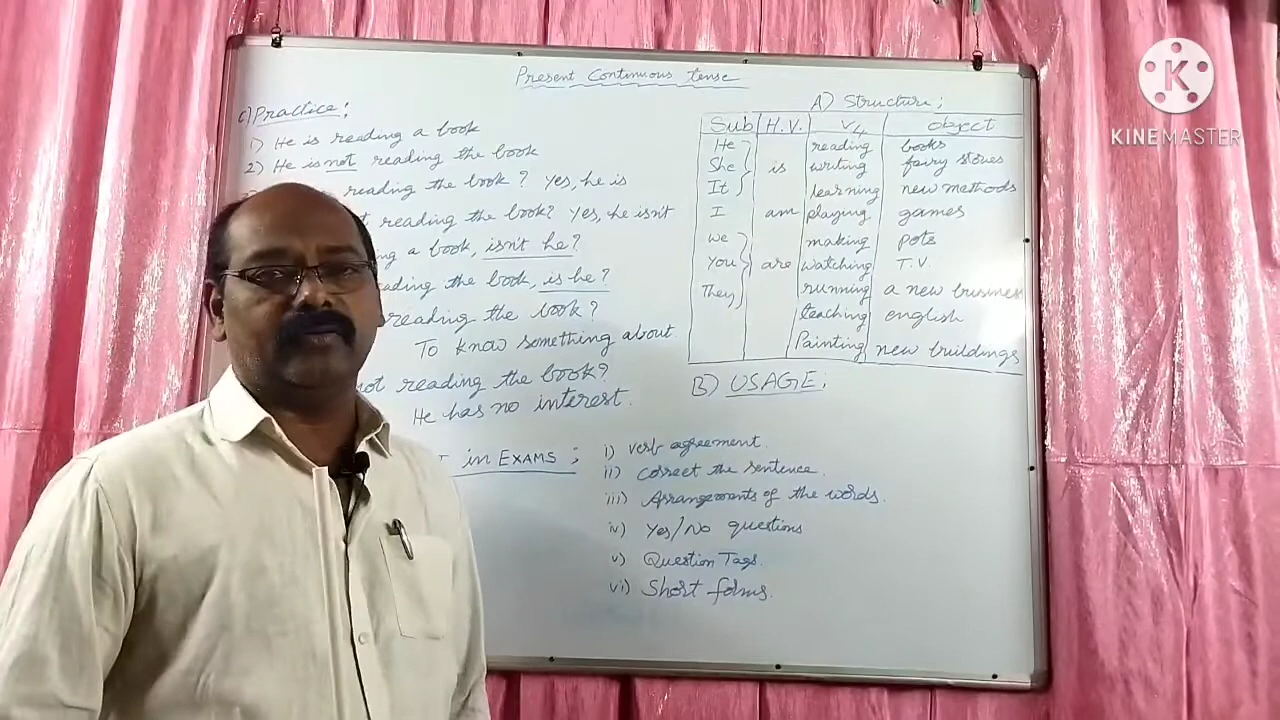 Present Continuous tense
C) Practice;
1) He is reading a book
2) He is not reading the book
reading the book? Yes, he is
reading the book? Yes, he isn't
a book, isn't he?
the book, is he?
reading the book?
To know something about.
not reading the book?
He has no interest.
in EXAMS;
A) Structure;
Sub H.V. V4 object
He reading books
She is writing fairy stories
It learning new methods
I am playing games
We making pots
You are watching T.V.
They running a new business
teaching english
Painting new buildings
B) USAGE;
i) verb agreement.
ii) correct the sentence.
iii) Arrangements of the words.
iv) Yes/No questions
v) Question Tags.
vi) Short forms.
KINEMASTER